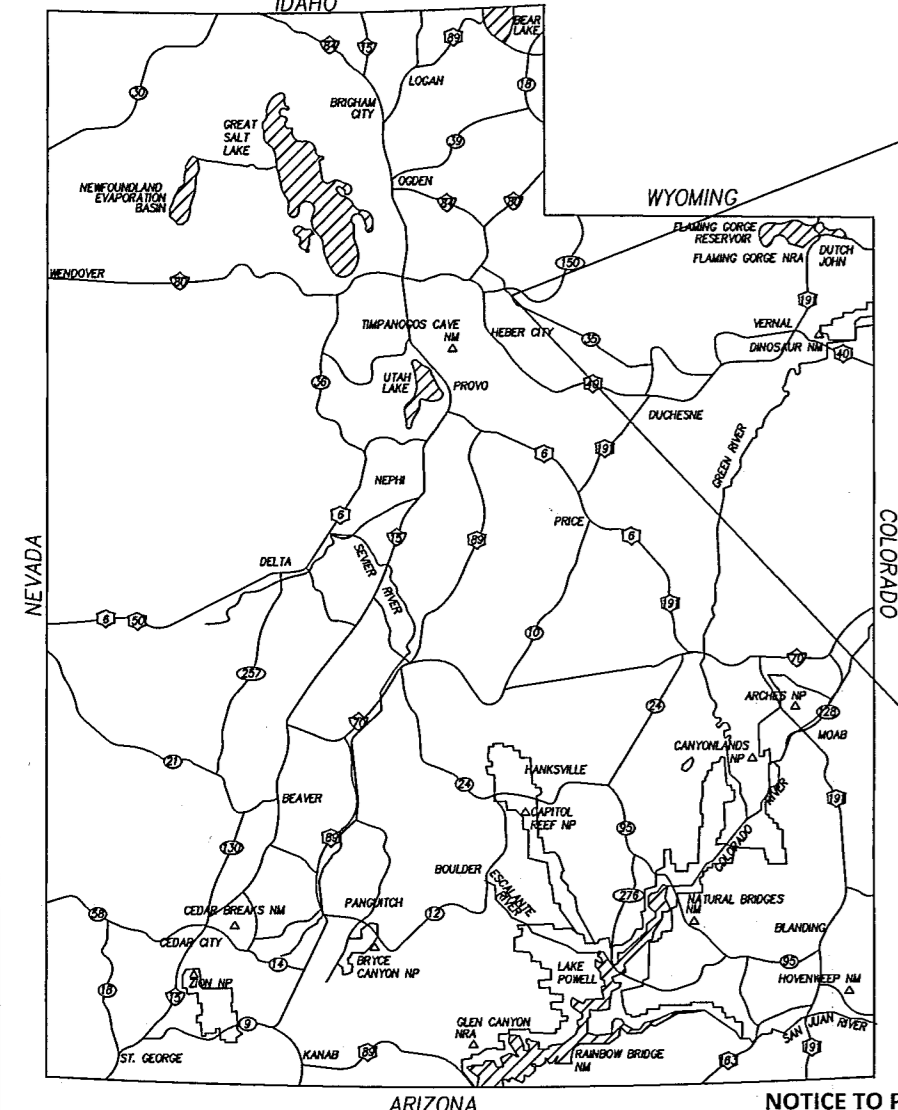 IDAHO
BEAR
LAKE
84
15
89
LOGAN
18
30
BRIGHAM
CITY
GREAT
SALT
LAKE
39
NEWFOUNDLAND
EVAPORATION
BASIN
OGDEN
84
80
WYOMING
FLAMING GORGE
RESERVOIR
FLAMING GORGE NRA
DUTCH
JOHN
WENDOVER
80
150
191
TIMPANOGOS CAVE
NM
HEBER CITY
35
VERNAL
DINOSAUR NM
40
36
UTAH
LAKE
PROVO
40
DUCHESNE
6
191
GREEN RIVER
NEPHI
6
15
89
PRICE
6
NEVADA
COLORADO
DELTA
SEVIER
RIVER
191
6
50
10
257
70
ARCHES NP
24
128
70
MOAB
CANYONLANDS
NP
21
HANKSVILLE
24
RIVER
BEAVER
CAPITOL
REEF NP
95
191
130
89
COLORADO
BOULDER
ESCALANTE
RIVER
276
NATURAL BRIDGES
NM
56
CEDAR BREAKS NM
PANGUITCH
12
BLANDING
CEDAR CITY
14
BRYCE
CANYON NP
LAKE
POWELL
95
HOVENWEEP NM
18
15
ZION NP
9
GLEN CANYON
NRA
SAN JUAN RIVER
ST. GEORGE
KANAB
89
RAINBOW BRIDGE
NM
163
191
ARIZONA
NOTICE TO P